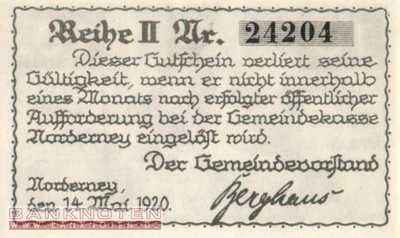 Reihe II Nr. 24204
Dieser Gutschein verliert seine
Gültigkeit, wenn er nicht innerhalb
eines Monats nach erfolgter öffentlicher
Aufforderung bei der Gemeindekasse
Norderney eingelöst wird.
Der Gemeindevorstand
Norderney,
den 14. Mai 1920.
Berghaus
BANKNOTEN